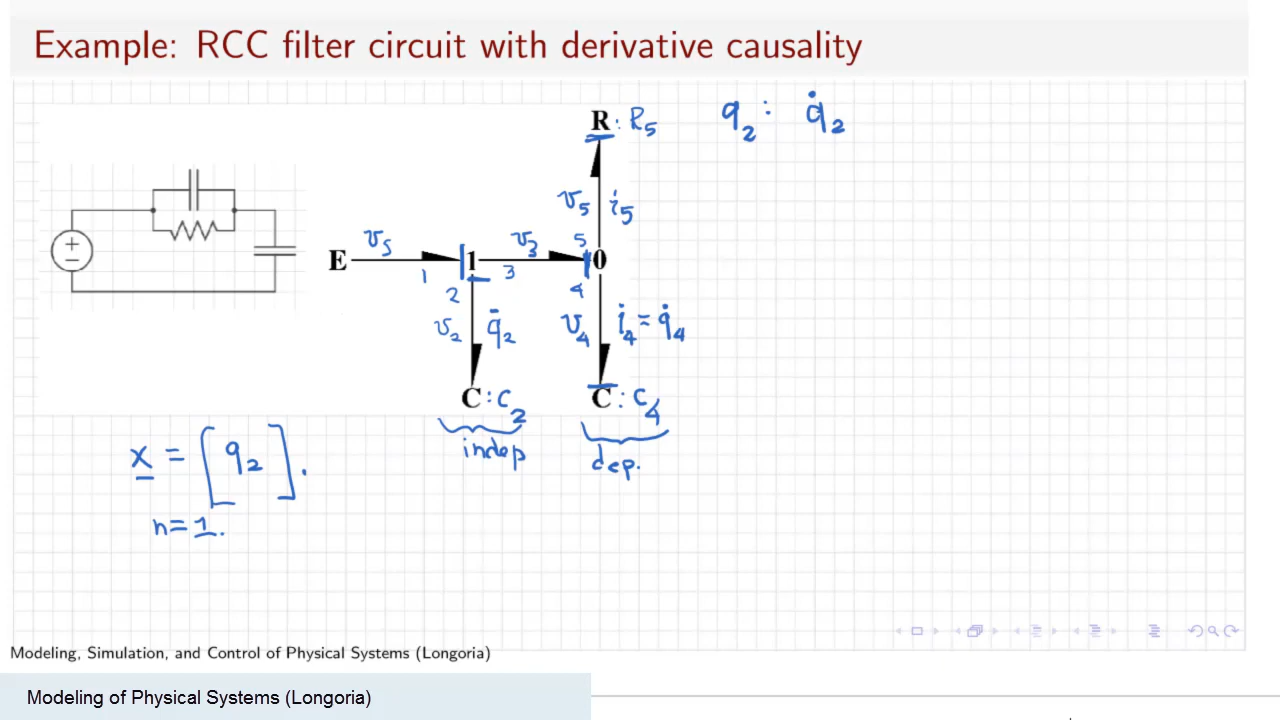 Example: RCC filter circuit with derivative causality
R : R₅
q₂ : q̇₂
v₅ i₅
vₛ
v₃
5
E 1 0
1
3
2
4
v₂ q̇₂
v₄ i₄ = q̇₄
C : C₂
C : C₄
indep
dep.
x = [ q₂ ] .
n = 1.
Modeling, Simulation, and Control of Physical Systems (Longoria)
Modeling of Physical Systems (Longoria)